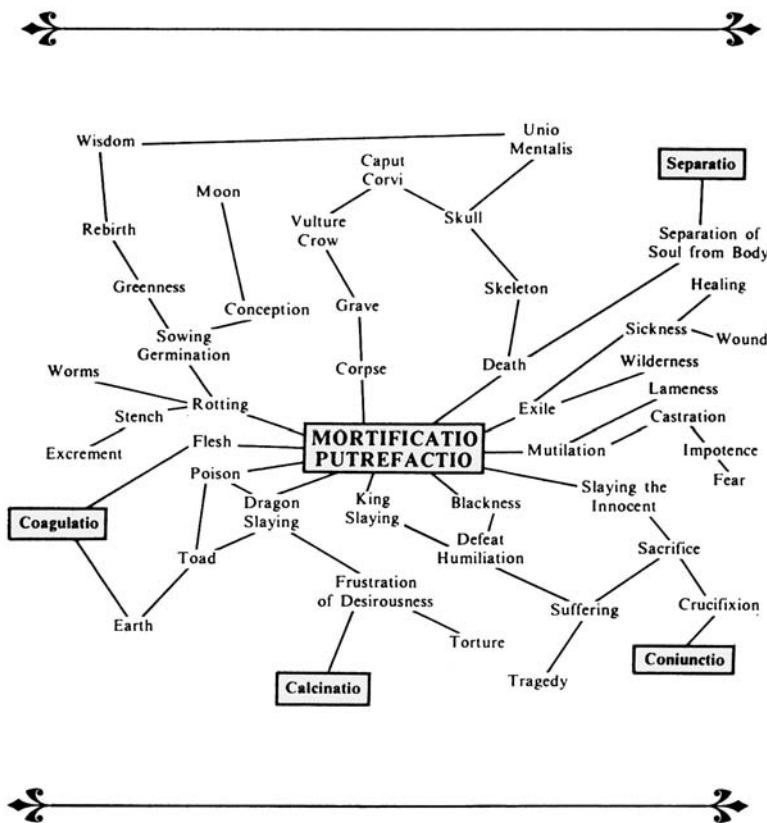 Wisdom
Unio
Mentalis
Caput
Corvi
Separatio
Moon
Vulture
Crow
Skull
Rebirth
Separation of
Soul from Body
Greenness
Skeleton
Healing
Conception
Grave
Sickness
Sowing
Germination
Wound
Worms
Corpse
Death
Wilderness
Lameness
Rotting
Exile
Stench
Castration
MORTIFICATIO
PUTREFACTIO
Flesh
Excrement
Mutilation
Impotence
Poison
Fear
Dragon
Slaying
King
Slaying
Blackness
Slaying the
Innocent
Coagulatio
Toad
Defeat
Humiliation
Sacrifice
Frustration
of Desirousness
Earth
Suffering
Crucifixion
Torture
Calcinatio
Tragedy
Coniunctio